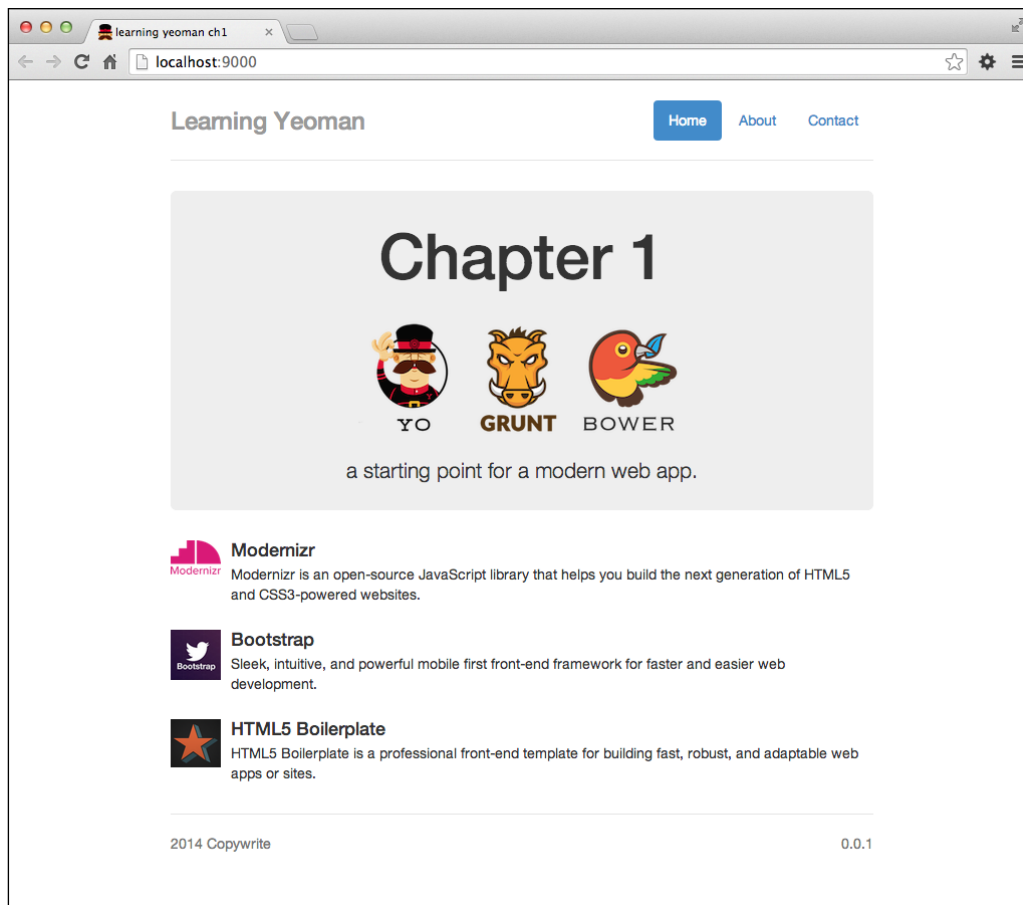 learning yeoman ch1
localhost:9000
Learning Yeoman
Home About Contact
Chapter 1
YO GRUNT BOWER
a starting point for a modern web app.
Modernizr
Modernizr
Modernizr is an open-source JavaScript library that helps you build the next generation of HTML5
and CSS3-powered websites.
Bootstrap
Bootstrap
Sleek, intuitive, and powerful mobile first front-end framework for faster and easier web
development.
HTML5 Boilerplate
HTML5 Boilerplate is a professional front-end template for building fast, robust, and adaptable web
apps or sites.
2014 Copywrite 0.0.1